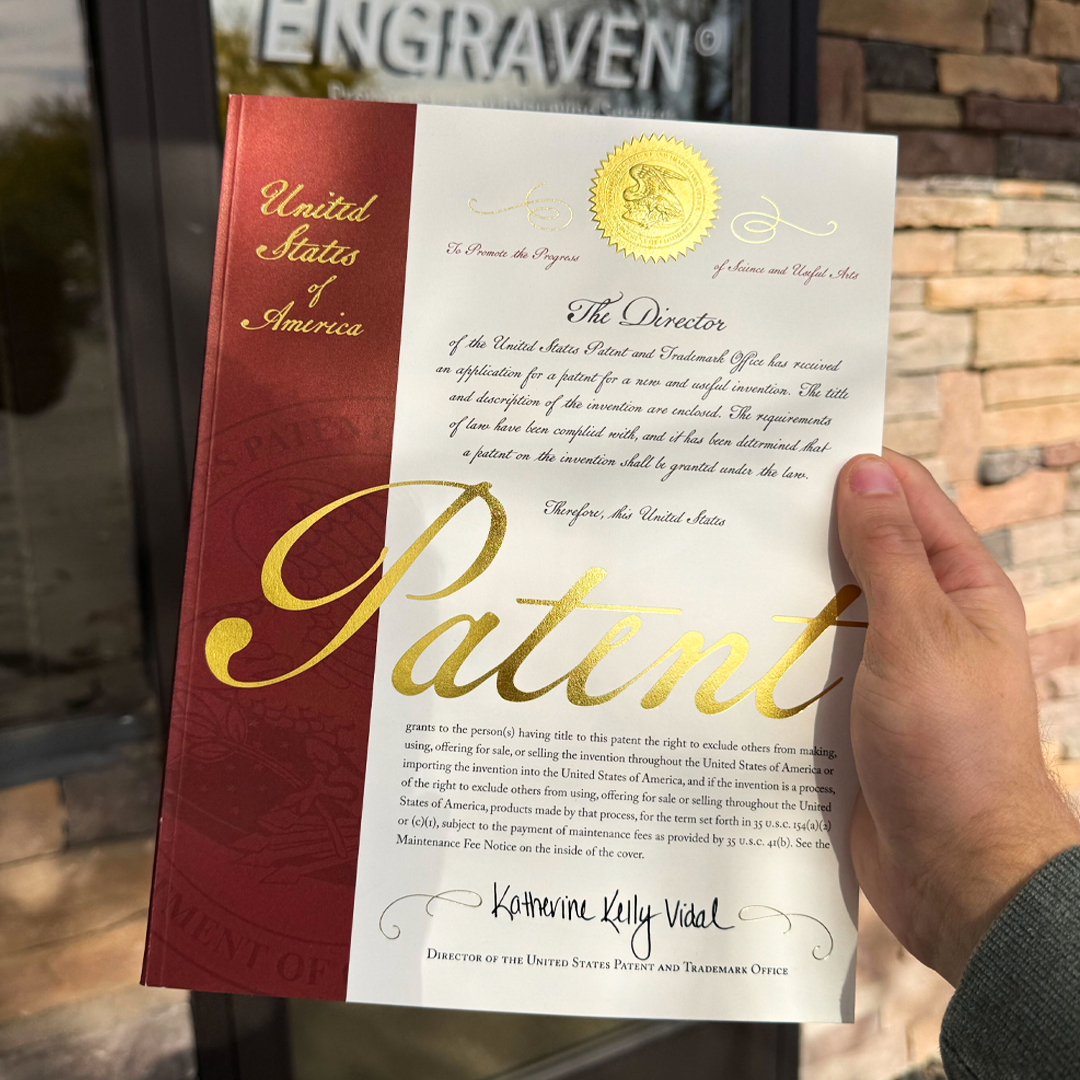 ENGRAVEN©
United
States
of
America
To Promote the Progress
of Science and Useful Arts
The Director
of the United States Patent and Trademark Office has received
an application for a patent for a new and useful invention. The title
and description of the invention are enclosed. The requirements
of law have been complied with, and it has been determined that
a patent on the invention shall be granted under the law.
Therefore, this United States
Patent
grants to the person(s) having title to this patent the right to exclude others from making,
using, offering for sale, or selling the invention throughout the United States of America or
importing the invention into the United States of America, and if the invention is a process,
of the right to exclude others from using, offering for sale or selling throughout the United
States of America, products made by that process, for the term set forth in 35 U.S.C. 154(a)(2)
or (c)(1), subject to the payment of maintenance fees as provided by 35 U.S.C. 41(b). See the
Maintenance Fee Notice on the inside of the cover.
Katherine Kelly Vidal
DIRECTOR OF THE UNITED STATES PATENT AND TRADEMARK OFFICE
MENT OF